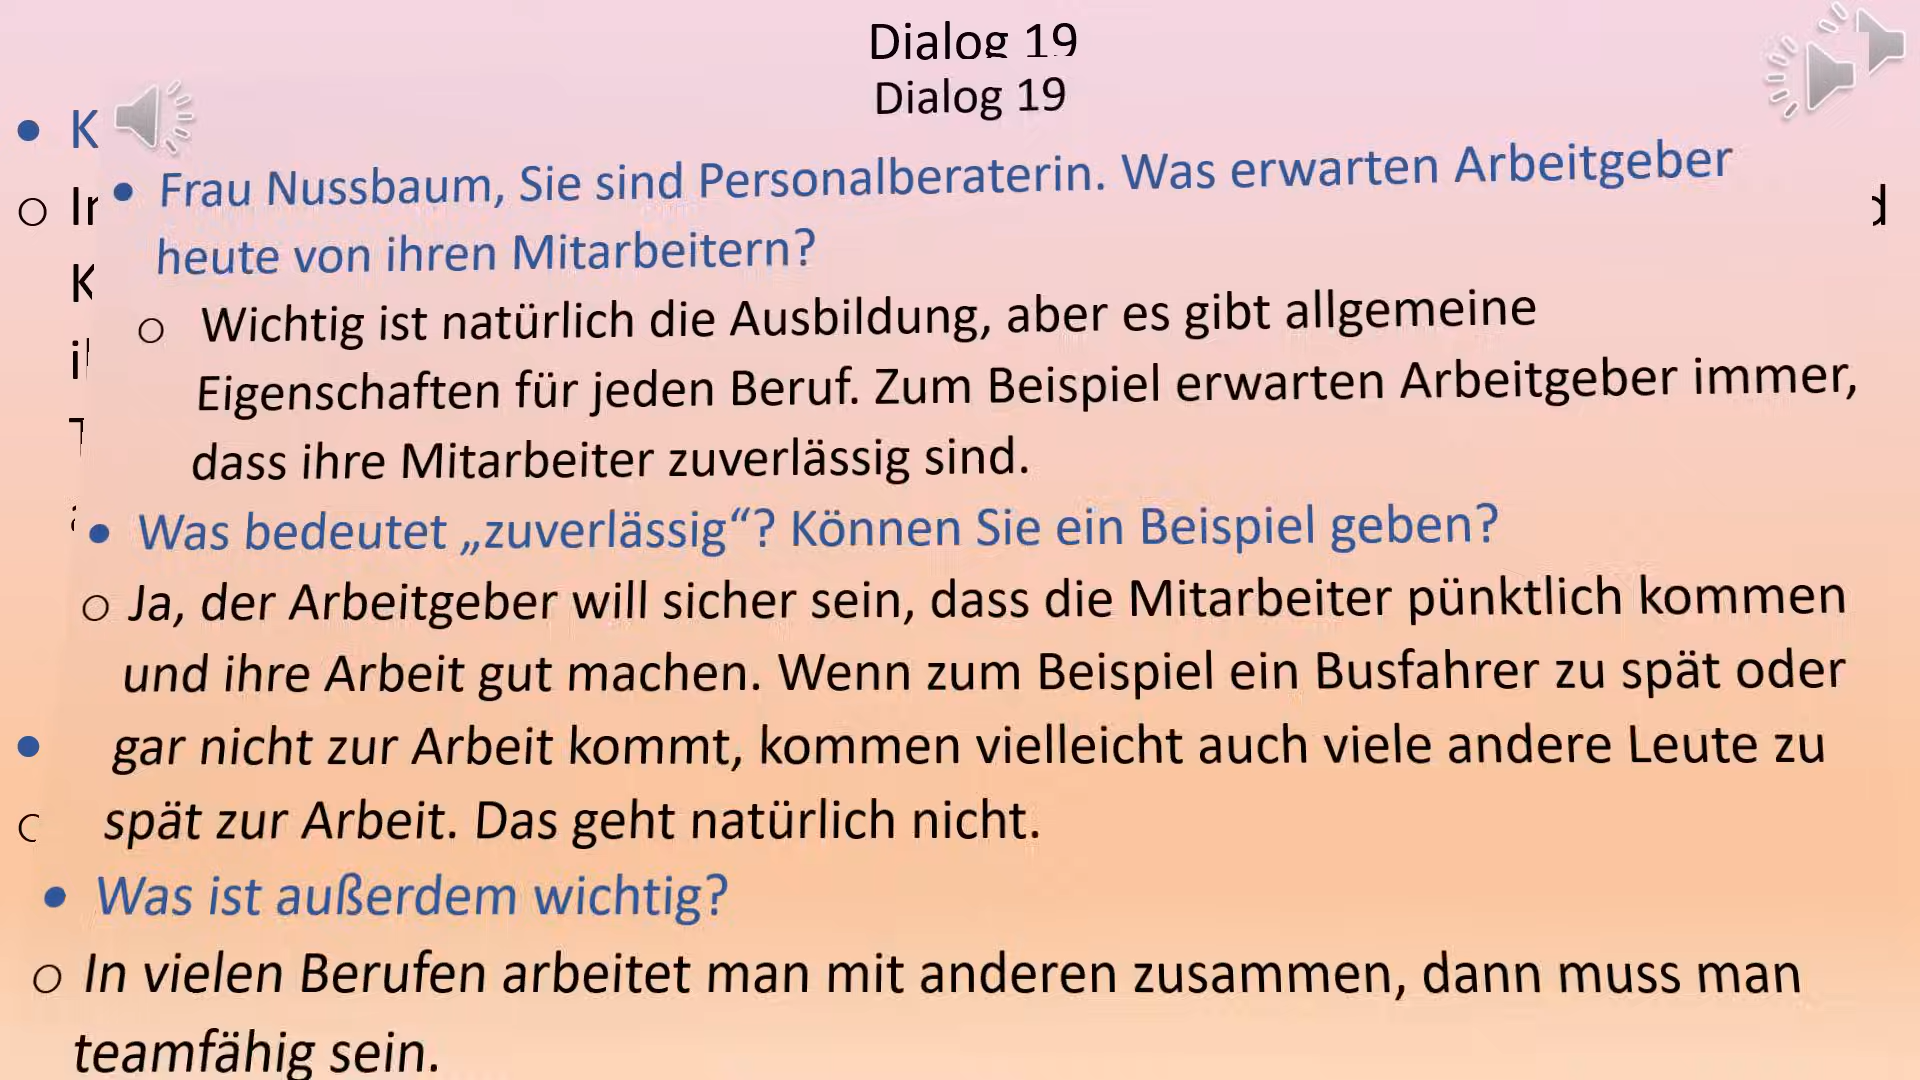 Dialog 19
Dialog 19
• Frau Nussbaum, Sie sind Personalberaterin. Was erwarten Arbeitgeber
heute von ihren Mitarbeitern?
o Wichtig ist natürlich die Ausbildung, aber es gibt allgemeine
Eigenschaften für jeden Beruf. Zum Beispiel erwarten Arbeitgeber immer,
dass ihre Mitarbeiter zuverlässig sind.
• Was bedeutet „zuverlässig“? Können Sie ein Beispiel geben?
o Ja, der Arbeitgeber will sicher sein, dass die Mitarbeiter pünktlich kommen
und ihre Arbeit gut machen. Wenn zum Beispiel ein Busfahrer zu spät oder
gar nicht zur Arbeit kommt, kommen vielleicht auch viele andere Leute zu
spät zur Arbeit. Das geht natürlich nicht.
• Was ist außerdem wichtig?
o In vielen Berufen arbeitet man mit anderen zusammen, dann muss man
teamfähig sein.